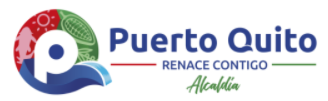 Puerto Quito
RENACE CONTIGO
Alcaldía